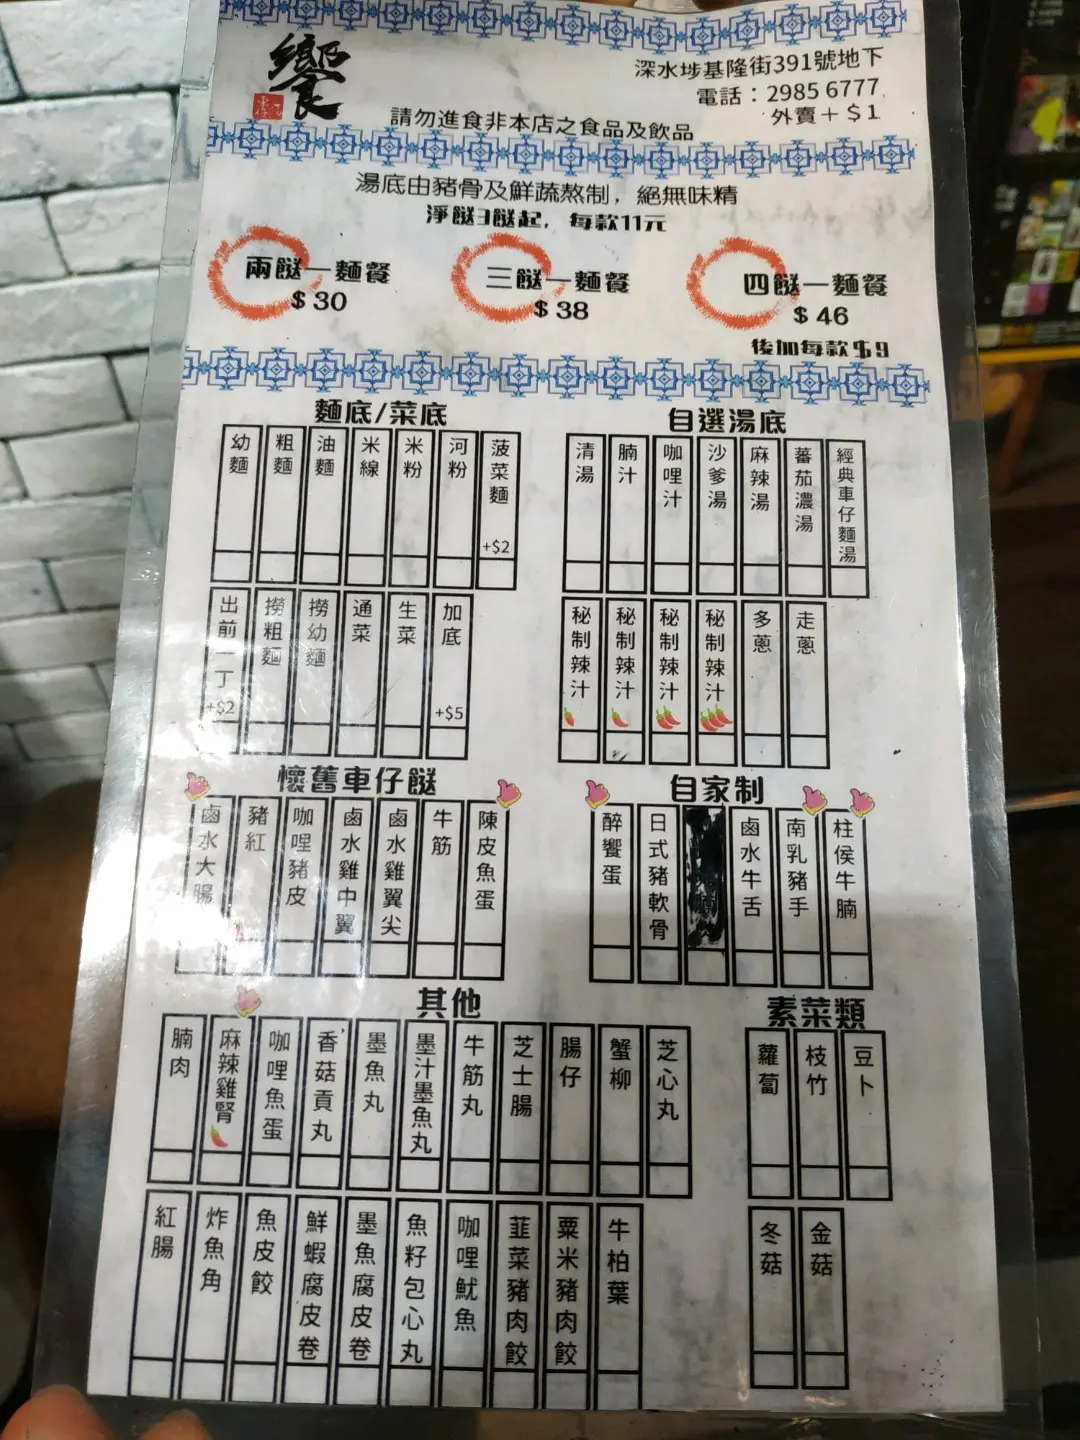 饗
深水埗基隆街391號地下
電話：2985 6777
外賣＋$1
請勿進食非本店之食品及飲品
湯底由豬骨及鮮蔬熬制，絕無味精
淨餸3餸起，每款11元
兩餸一麵餐
$30
三餸一麵餐
$38
四餸一麵餐
$46
後加每款$9
麵底/菜底
幼麵
粗麵
油麵
米線
米粉
河粉
菠菜麵
+$2
出前一丁
+$2
撈粗麵
撈幼麵
通菜
生菜
加底
+$5
自選湯底
清湯
腩汁
咖哩汁
沙爹湯
麻辣湯
蕃茄濃湯
經典車仔麵湯
秘制辣汁
秘制辣汁
秘制辣汁
秘制辣汁
多蔥
走蔥
懷舊車仔餸
鹵水大腸
豬紅
咖哩豬皮
鹵水雞中翼
鹵水雞翼尖
牛筋
陳皮魚蛋
自家制
醉饗蛋
日式豬軟骨
鹵水牛舌
南乳豬手
柱侯牛腩
其他
腩肉
麻辣雞腎
咖哩魚蛋
香菇貢丸
墨魚丸
墨汁墨魚丸
牛筋丸
芝士腸
腸仔
蟹柳
芝心丸
紅腸
炸魚角
魚皮餃
鮮蝦腐皮卷
墨魚腐皮卷
魚籽包心丸
咖哩魷魚
韮菜豬肉餃
粟米豬肉餃
牛柏葉
素菜類
蘿蔔
枝竹
豆卜
冬菇
金菇